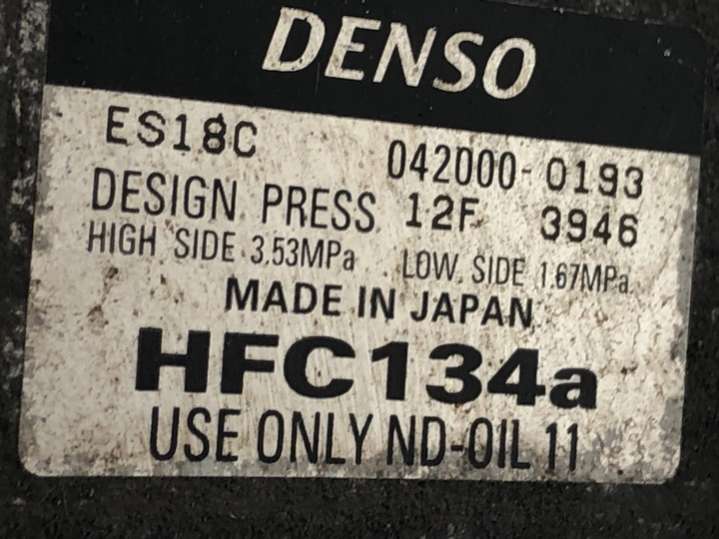 DENSO
ES18C 042000-0193
DESIGN PRESS. 12F 3946
HIGH SIDE 3.53MPa LOW SIDE 1.67MPa
MADE IN JAPAN
HFC134a
USE ONLY ND-OIL 11